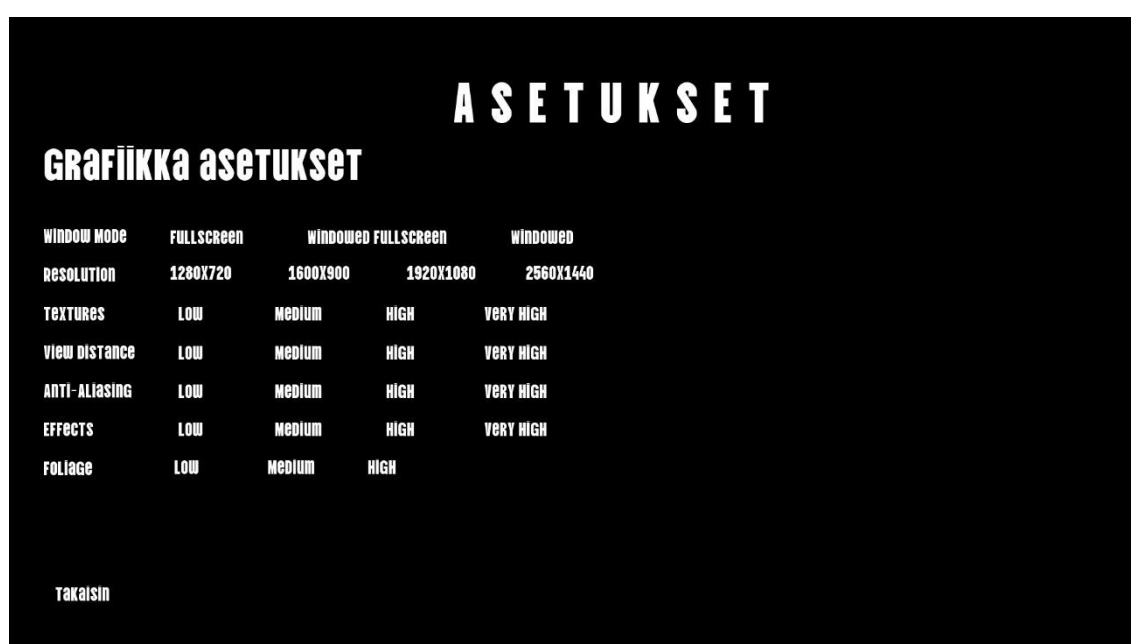 ASETUKSET
GRAFIIKKA ASETUKSET
WINDOW MODE FULLSCREEN WINDOWED FULLSCREEN WINDOWED
RESOLUTION 1280X720 1600X900 1920X1080 2560X1440
TEXTURES LOW MEDIUM HIGH VERY HIGH
VIEW DISTANCE LOW MEDIUM HIGH VERY HIGH
ANTI-ALIASING LOW MEDIUM HIGH VERY HIGH
EFFECTS LOW MEDIUM HIGH VERY HIGH
FOLIAGE LOW MEDIUM HIGH
TAKAISIN